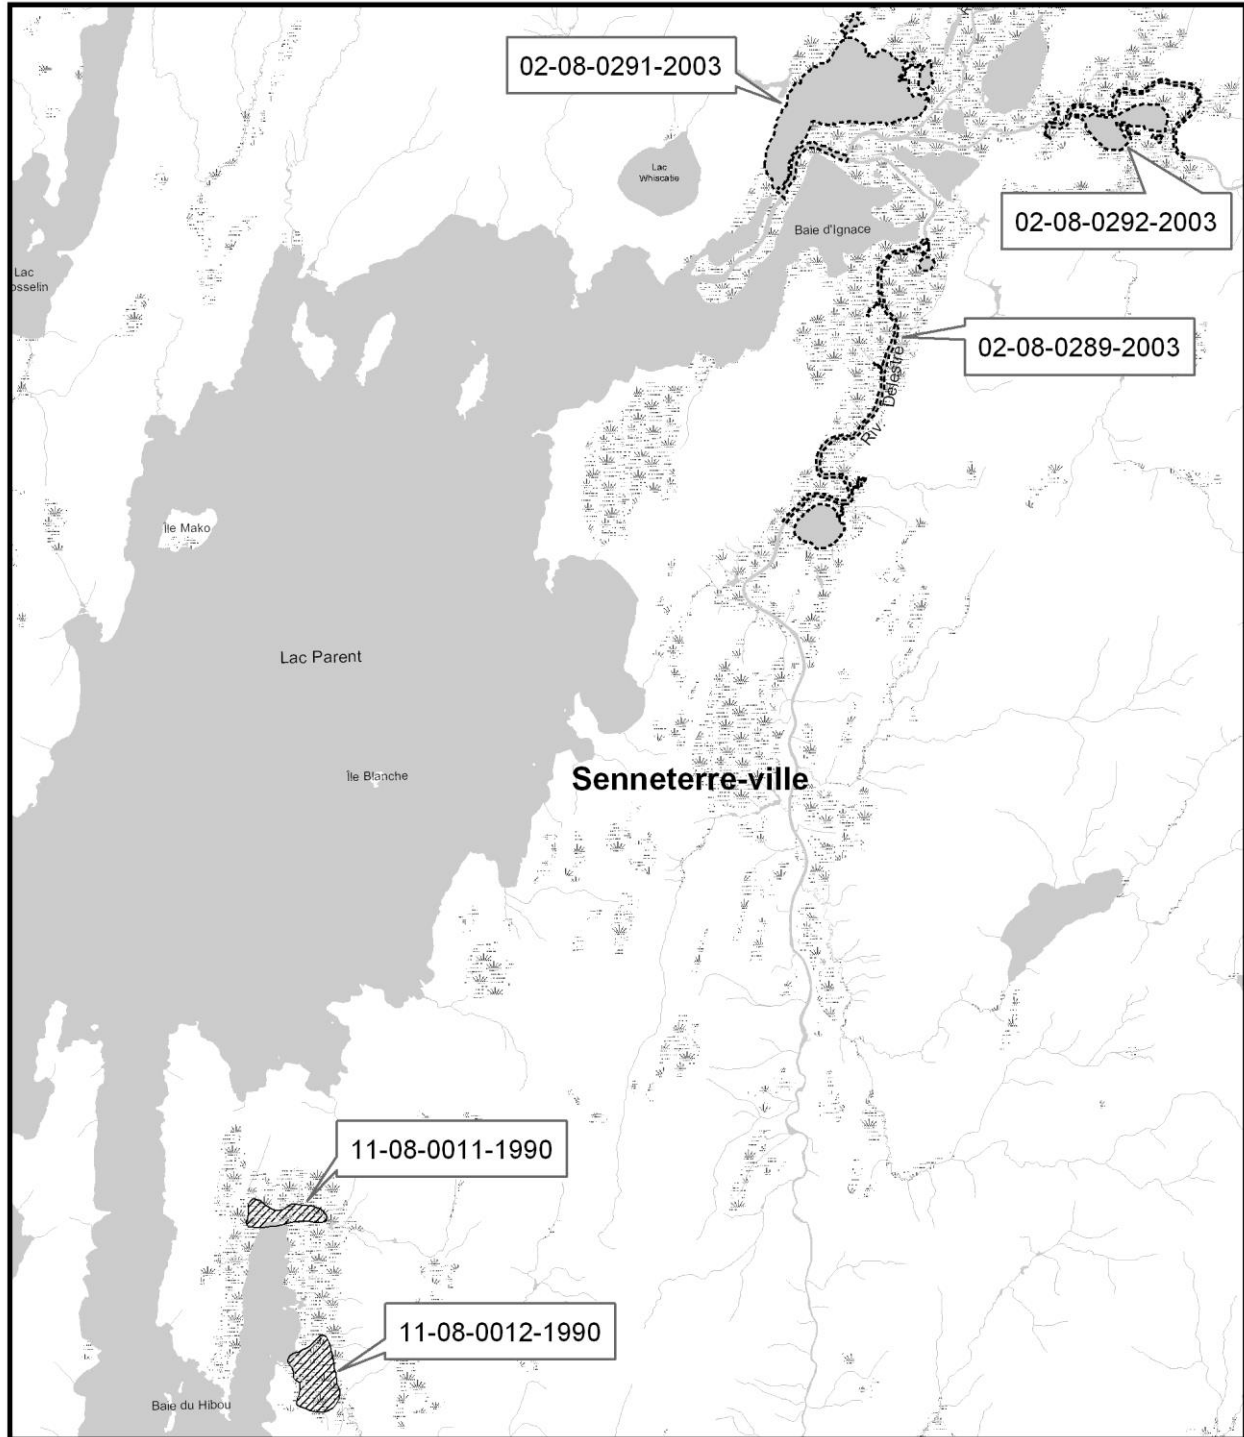 02-08-0291-2003
Lac
Whiscatie
02-08-0292-2003
Baie d'Ignace
Lac
osselin
02-08-0289-2003
Riv. Delestre
Île Mako
Lac Parent
Île Blanche
Senneterre-ville
11-08-0011-1990
11-08-0012-1990
Baie du Hibou